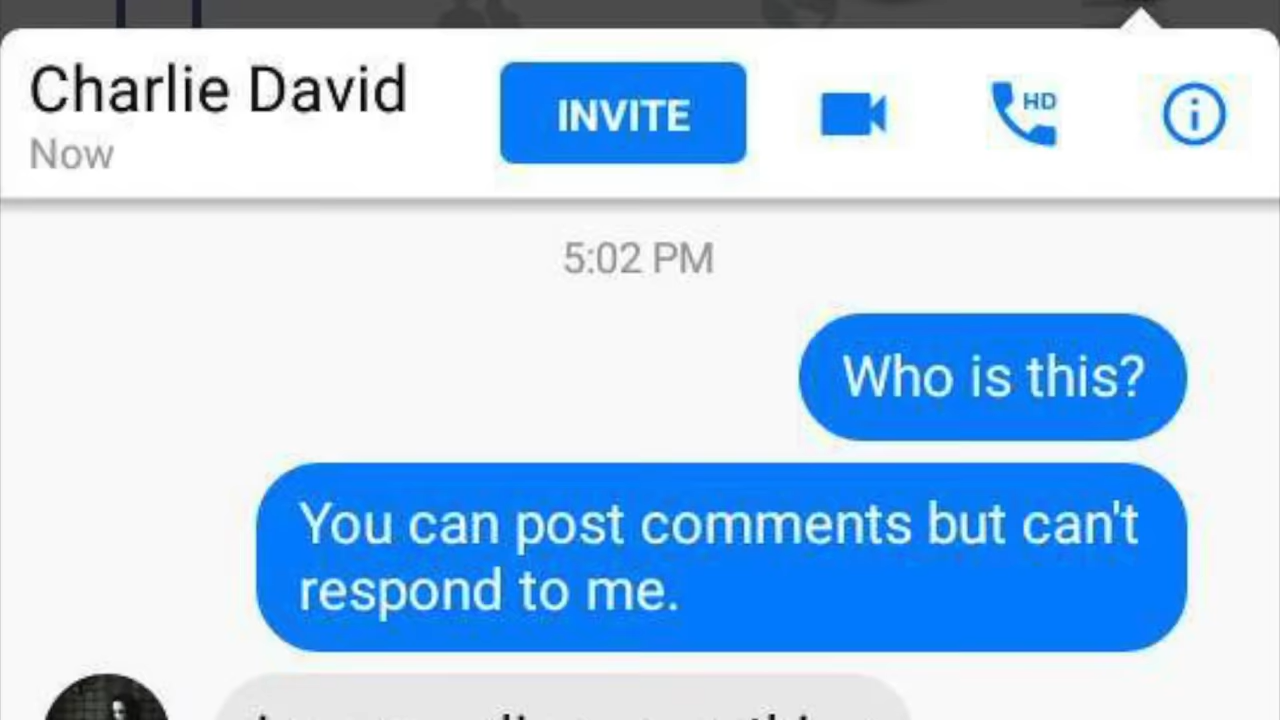 Charlie David
Now
INVITE
HD
5:02 PM
Who is this?
You can post comments but can't
respond to me.